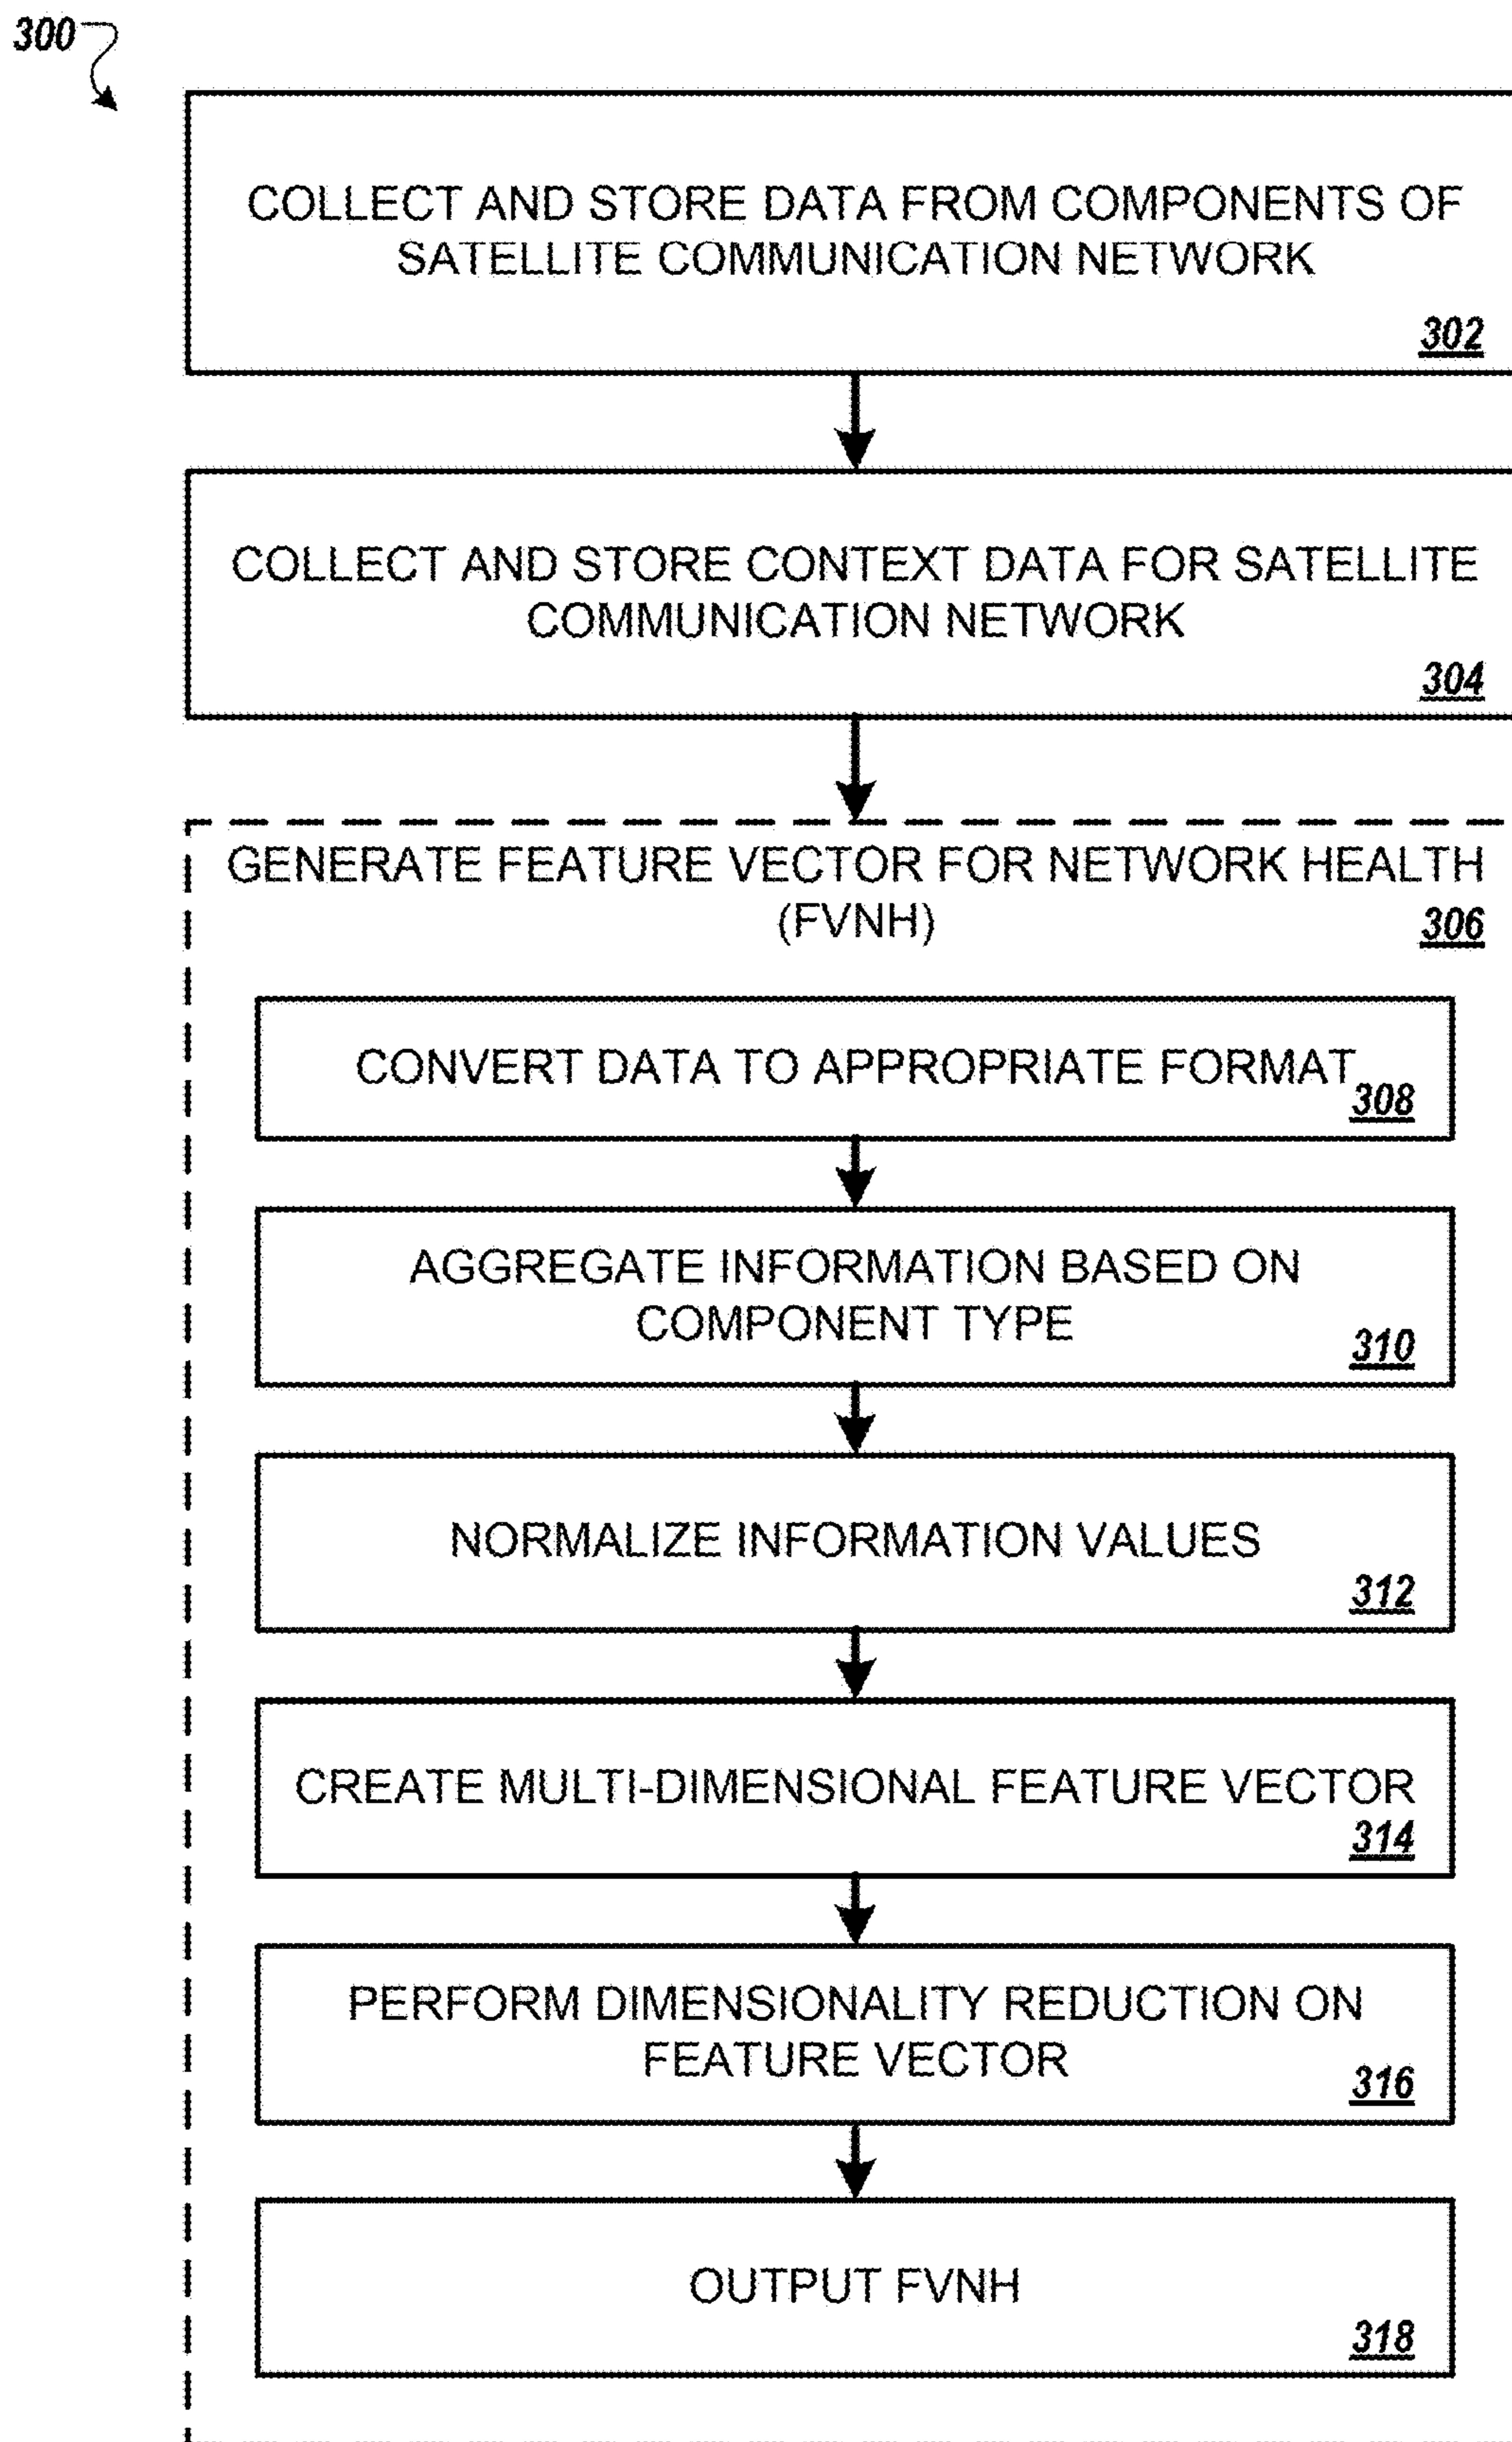 300
COLLECT AND STORE DATA FROM COMPONENTS OF
SATELLITE COMMUNICATION NETWORK
302
COLLECT AND STORE CONTEXT DATA FOR SATELLITE
COMMUNICATION NETWORK
304
GENERATE FEATURE VECTOR FOR NETWORK HEALTH
(FVNH)
306
CONVERT DATA TO APPROPRIATE FORMAT
308
AGGREGATE INFORMATION BASED ON
COMPONENT TYPE
310
NORMALIZE INFORMATION VALUES
312
CREATE MULTI-DIMENSIONAL FEATURE VECTOR
314
PERFORM DIMENSIONALITY REDUCTION ON
FEATURE VECTOR
316
OUTPUT FVNH
318